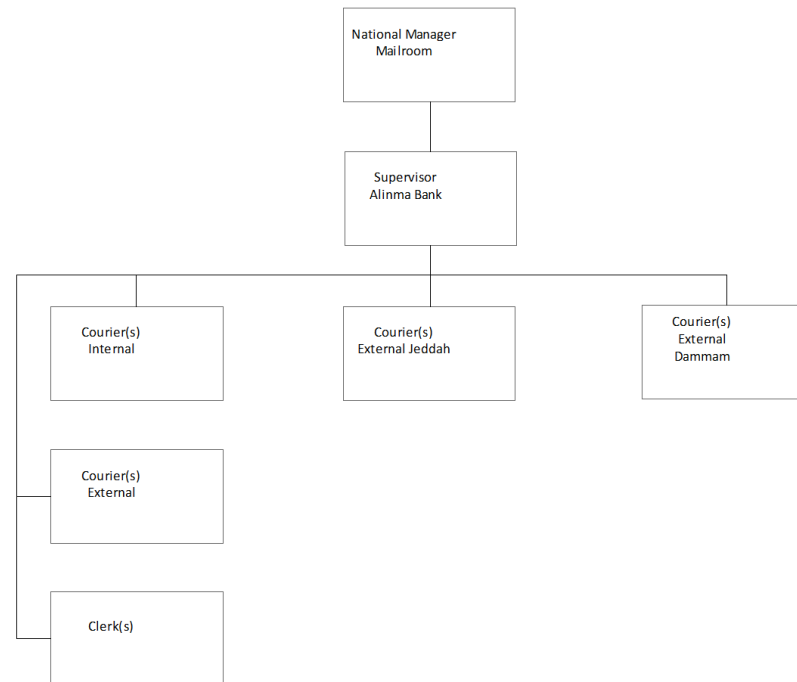 National Manager
Mailroom
Supervisor
Alinma Bank
Courier(s)
Internal
Courier(s)
External Jeddah
Courier(s)
External
Dammam
Courier(s)
External
Clerk(s)